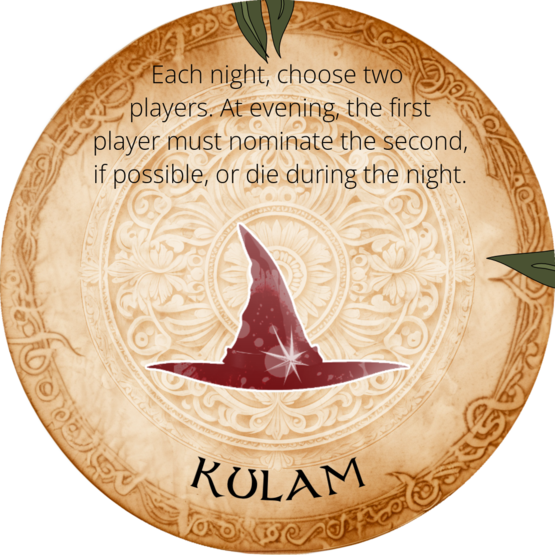 Each night, choose two
players. At evening, the first
player must nominate the second,
if possible, or die during the night.
KULAM